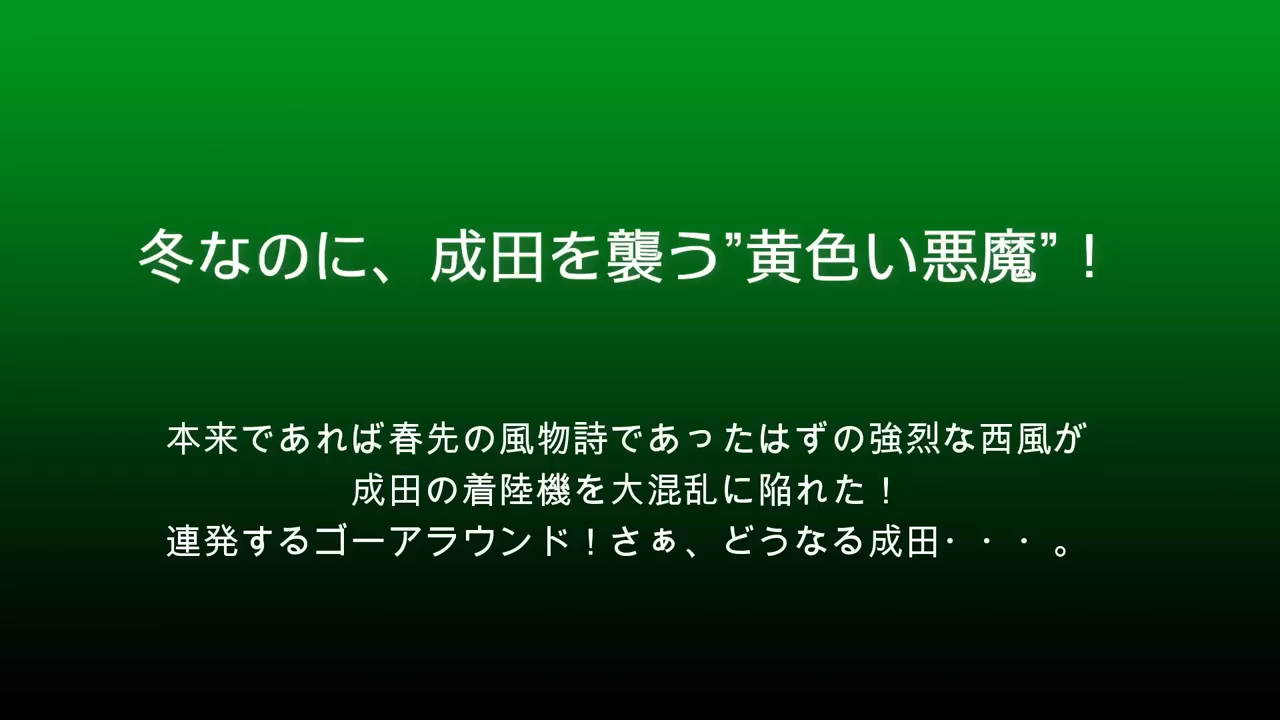 冬なのに、成田を襲う”黄色い悪魔”！
本来であれば春先の風物詩であったはずの強烈な西風が
成田の着陸機を大混乱に陥れた！
連発するゴーアラウンド！さぁ、どうなる成田・・・。